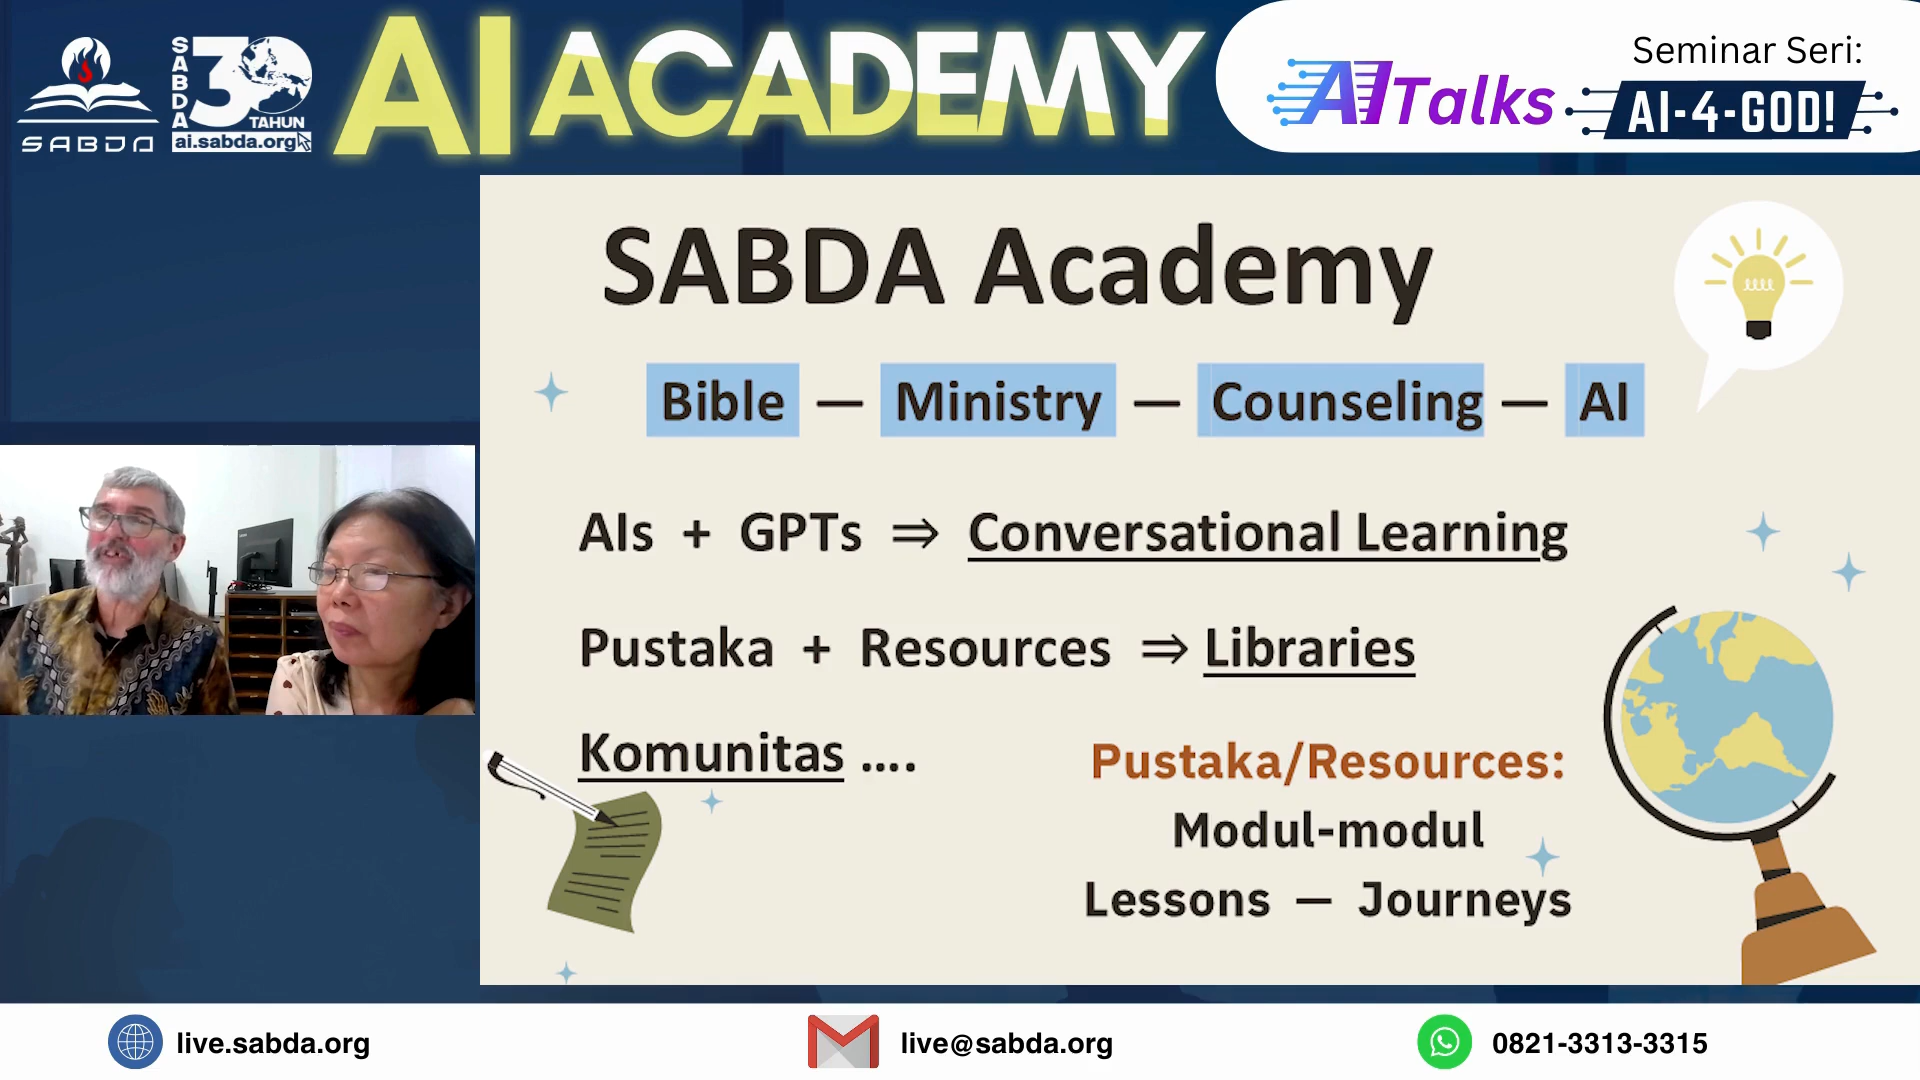 SABDA
SABDA
30
TAHUN
ai.sabda.org
AI ACADEMY
AI Talks
Seminar Seri:
AI-4-GOD!
SABDA Academy
Bible — Ministry — Counseling — AI
AIs + GPTs ⇒ Conversational Learning
Pustaka + Resources ⇒ Libraries
Komunitas ....
Pustaka/Resources:
Modul-modul
Lessons — Journeys
live.sabda.org
live@sabda.org
0821-3313-3315